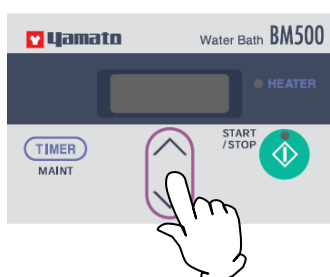 Yamato
Water Bath BM500
HEATER
TIMER
MAINT
START
/STOP